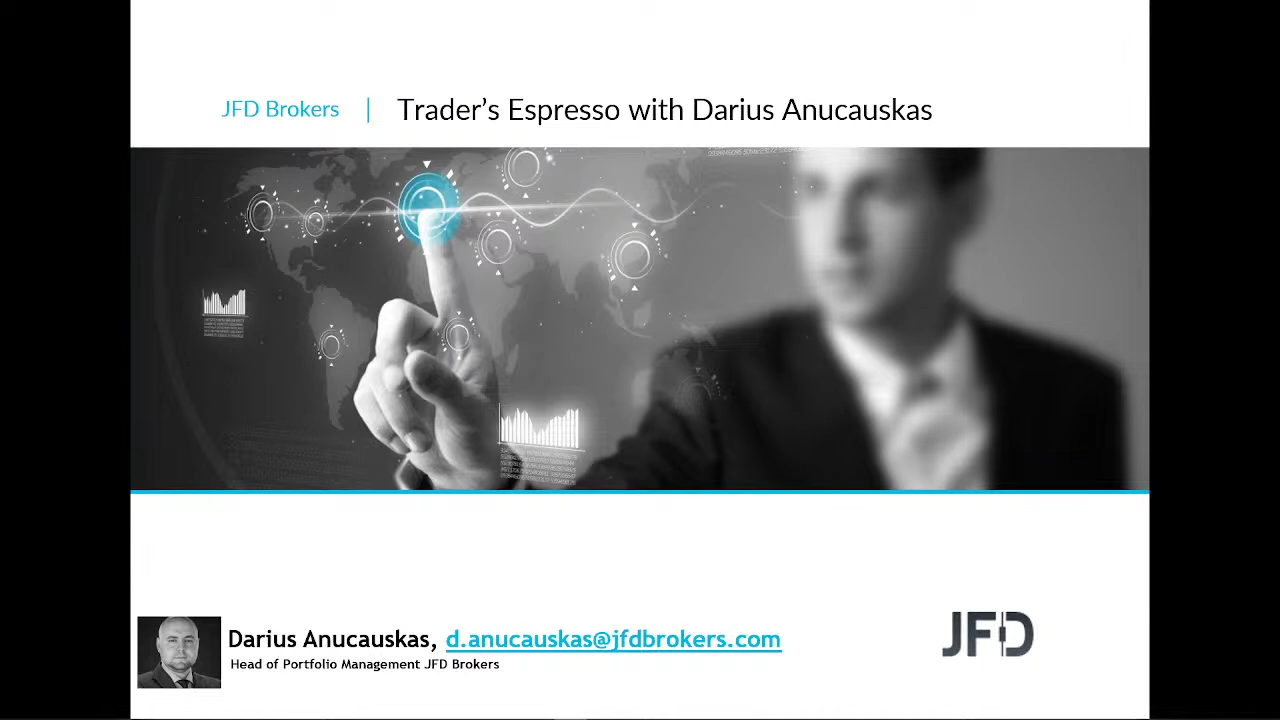 JFD Brokers | Trader's Espresso with Darius Anucauskas
Darius Anucauskas, d.anucauskas@jfdbrokers.com
Head of Portfolio Management JFD Brokers
JFD